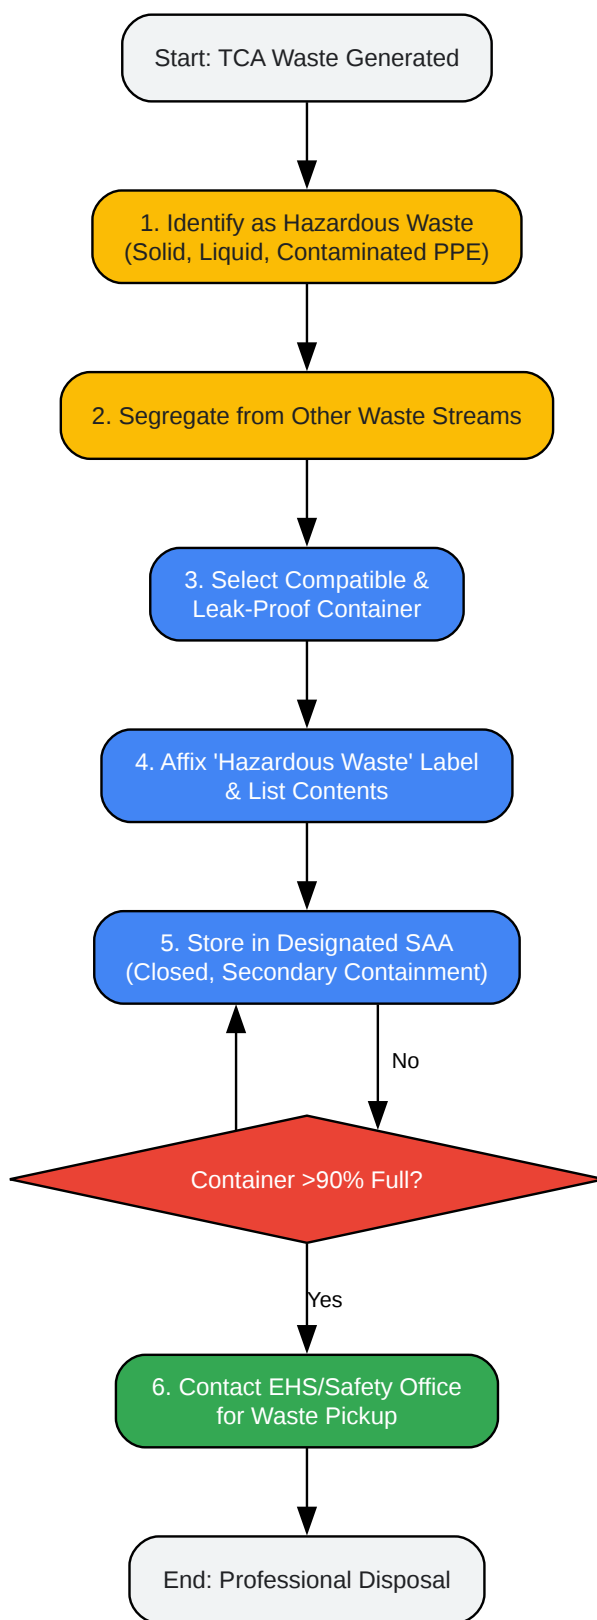 Start: TCA Waste Generated
1. Identify as Hazardous Waste
(Solid, Liquid, Contaminated PPE)
2. Segregate from Other Waste Streams
3. Select Compatible &
Leak-Proof Container
4. Affix 'Hazardous Waste' Label
& List Contents
5. Store in Designated SAA
(Closed, Secondary Containment)
No
Container >90% Full?
Yes
6. Contact EHS/Safety Office
for Waste Pickup
End: Professional Disposal